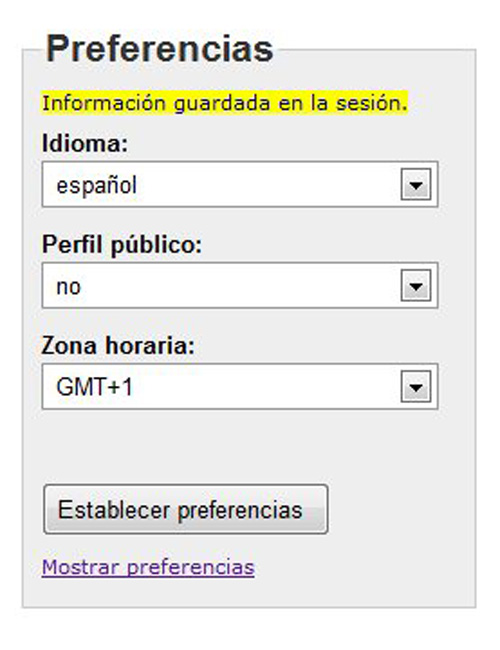 Preferencias
Información guardada en la sesión.
Idioma:
español
Perfil público:
no
Zona horaria:
GMT+1
Establecer preferencias
Mostrar preferencias